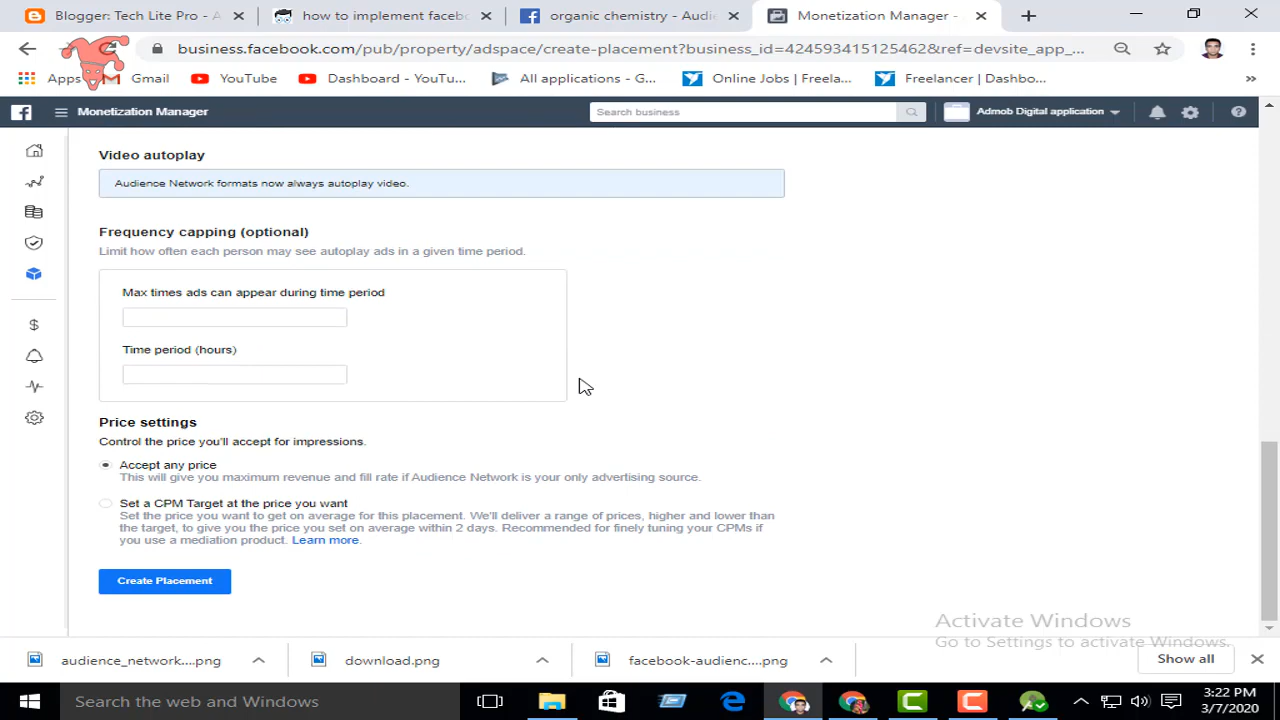 Blogger: Tech Lite Pro - A
how to implement faceb
organic chemistry - Audie
Monetization Manager -
business.facebook.com/pub/property/adspace/create-placement?business_id=424593415125462&ref=devsite_app_...
Apps
Gmail
YouTube
Dashboard - YouTu...
All applications - G...
Online Jobs | Freela...
Freelancer | Dashbo...
Monetization Manager
Search business
Admob Digital application
Video autoplay
Audience Network formats now always autoplay video.
Frequency capping (optional)
Limit how often each person may see autoplay ads in a given time period.
Max times ads can appear during time period
Time period (hours)
Price settings
Control the price you'll accept for impressions.
Accept any price
This will give you maximum revenue and fill rate if Audience Network is your only advertising source.
Set a CPM Target at the price you want
Set the price you want to get on average for this placement. We'll deliver a range of prices, higher and lower than
the target, to give you the price you set on average within 2 days. Recommended for finely tuning your CPMs if
you use a mediation product. Learn more.
Create Placement
Activate Windows
Go to Settings to activate Windows.
audience_network....png
download.png
facebook-audienc....png
Show all
Search the web and Windows
3:22 PM
3/7/2020